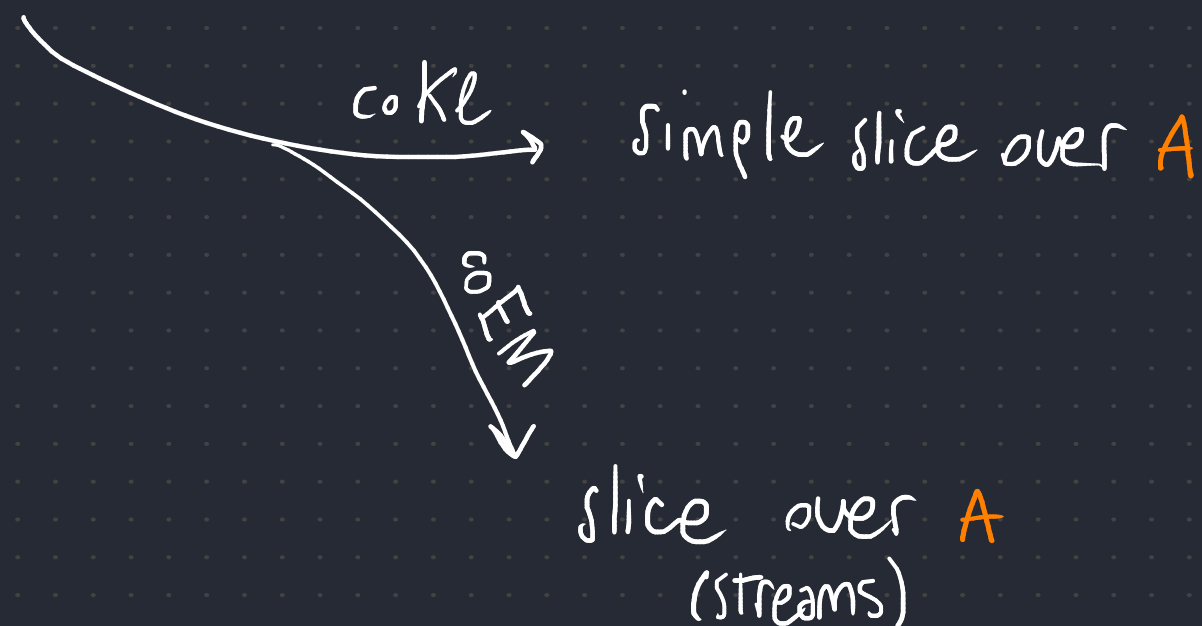 coKl
simple slice over A
coEM
slice over A
(streams)